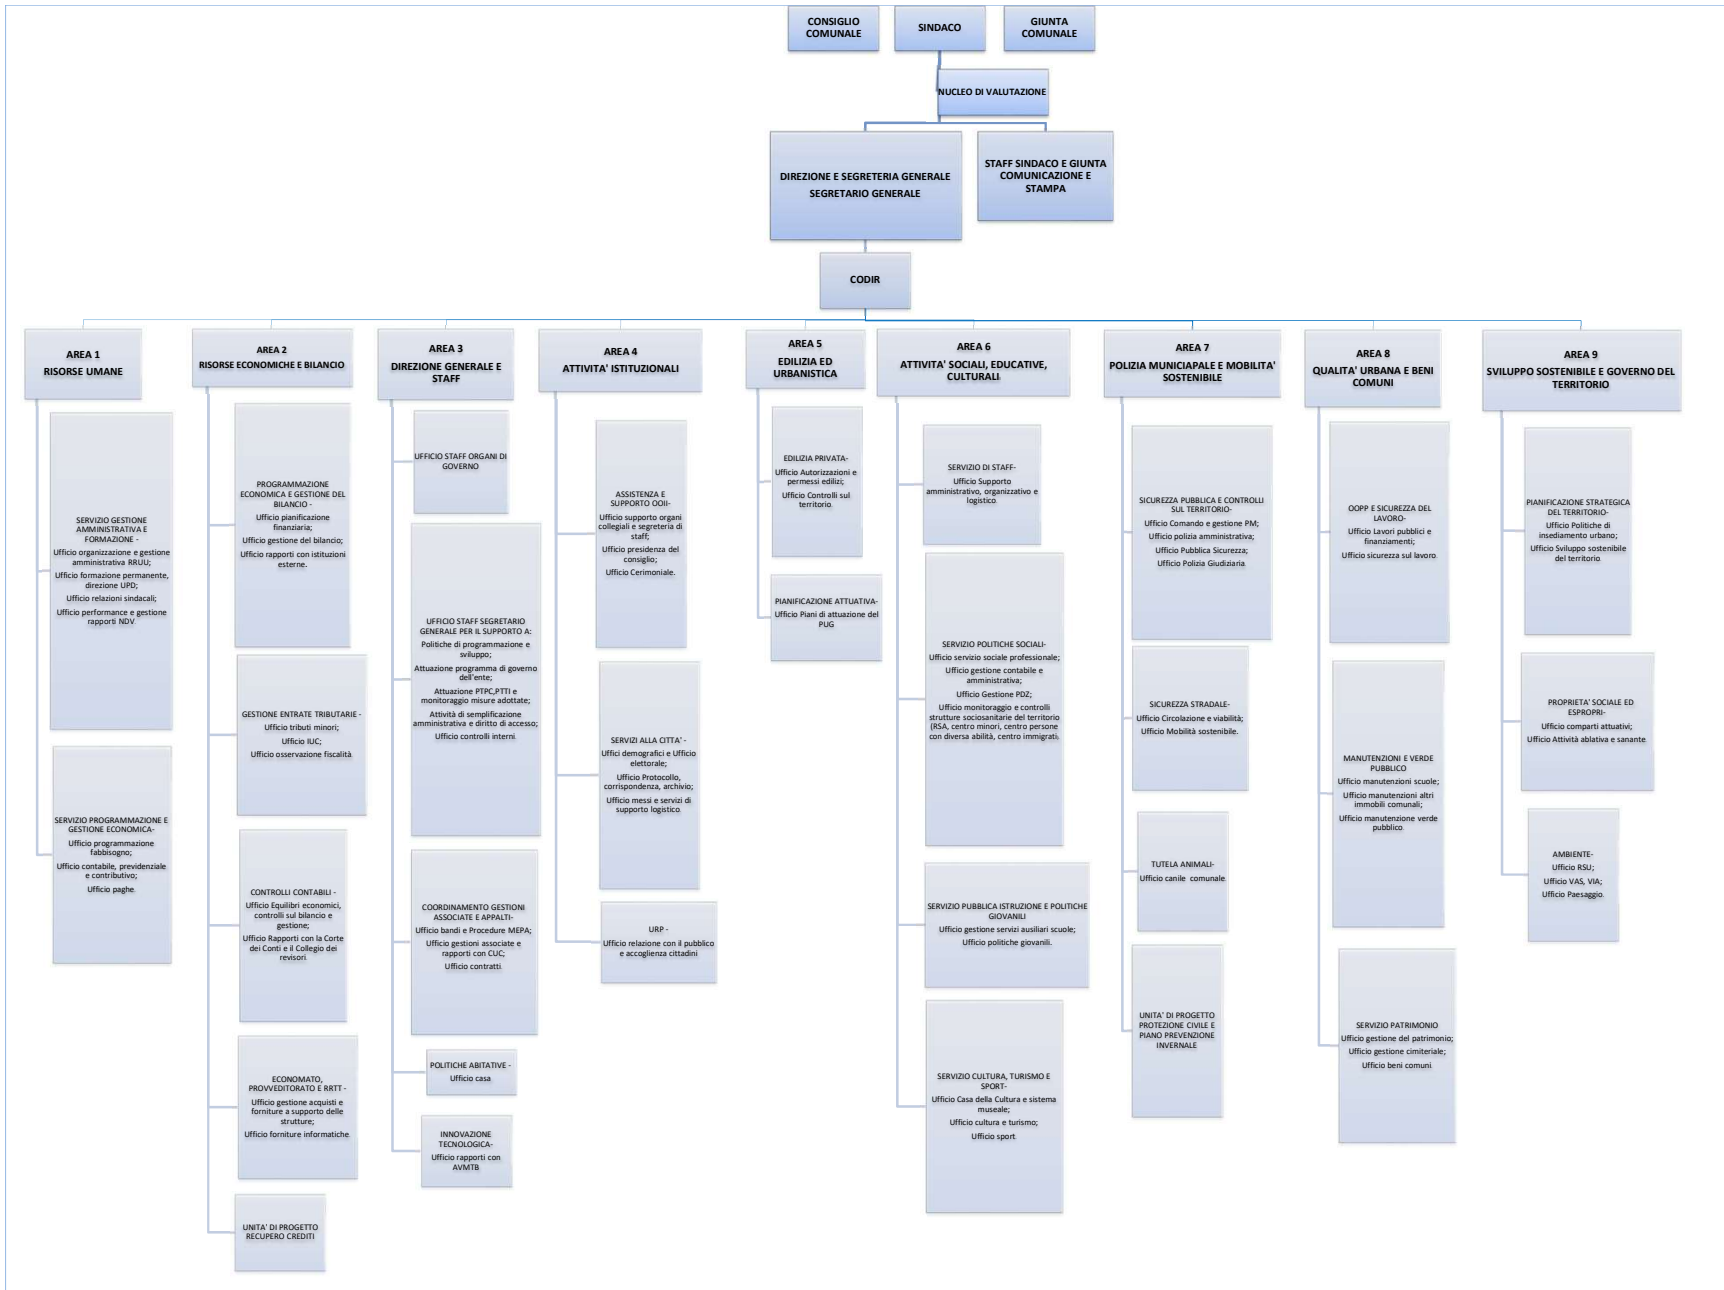 CONSIGLIO
COMUNALE
SINDACO
GIUNTA
COMUNALE
NUCLEO DI VALUTAZIONE
DIREZIONE E SEGRETERIA GENERALE
SEGRETARIO GENERALE
STAFF SINDACO E GIUNTA
COMUNICAZIONE E
STAMPA
CODIR
AREA 1
RISORSE UMANE
SERVIZIO GESTIONE
AMMINISTRATIVA E
FORMAZIONE -
Ufficio organizzazione e gestione
amministrativa RRUU;
Ufficio formazione permanente,
direzione UPD;
Ufficio relazioni sindacali;
Ufficio performance e gestione
rapporti NDV.
SERVIZIO PROGRAMMAZIONE E
GESTIONE ECONOMICA-
Ufficio programmazione
fabbisogno;
Ufficio contabile, previdenziale
e contributivo;
Ufficio paghe.
AREA 2
RISORSE ECONOMICHE E BILANCIO
PROGRAMMAZIONE
ECONOMICA E GESTIONE DEL
BILANCIO -
Ufficio pianificazione
finanziaria;
Ufficio gestione del bilancio;
Ufficio rapporti con istituzioni
esterne.
GESTIONE ENTRATE TRIBUTARIE -
Ufficio tributi minori;
Ufficio IUC;
Ufficio osservazione fiscalità.
CONTROLLI CONTABILI -
Ufficio Equilibri economici,
controlli sul bilancio e
gestione;
Ufficio Rapporti con la Corte
dei Conti e il Collegio dei
revisori.
ECONOMATO,
PROVVEDITORATO E RRTT -
Ufficio gestione acquisti e
forniture a supporto delle
strutture;
Ufficio forniture informatiche.
UNITA' DI PROGETTO
RECUPERO CREDITI
AREA 3
DIREZIONE GENERALE E
STAFF
UFFICIO STAFF ORGANI DI
GOVERNO
UFFICIO STAFF SEGRETARIO
GENERALE PER IL SUPPORTO A:
Politiche di programmazione e
sviluppo;
Attuazione programma di governo
dell'ente;
Attuazione PTPC,PTTI e
monitoraggio misure adottate;
Attività di semplificazione
amministrativa e diritto di accesso;
Ufficio controlli interni.
COORDINAMENTO GESTIONI
ASSOCIATE E APPALTI-
Ufficio bandi e Procedure MEPA;
Ufficio gestioni associate e
rapporti con CUC;
Ufficio contratti.
POLITICHE ABITATIVE -
Ufficio casa.
INNOVAZIONE
TECNOLOGICA-
Ufficio rapporti con
AVMTB
AREA 4
ATTIVITA' ISTITUZIONALI
ASSISTENZA E
SUPPORTO OOII-
Ufficio supporto organi
collegiali e segreteria di
staff;
Ufficio presidenza del
consiglio;
Ufficio Cerimoniale.
SERVIZI ALLA CITTA' -
Uffici demografici e Ufficio
elettorale;
Ufficio Protocollo,
corrispondenza, archivio;
Ufficio messi e servizi di
supporto logistico.
URP -
Ufficio relazione con il pubblico
e accoglienza cittadini
AREA 5
EDILIZIA ED
URBANISTICA
EDILIZIA PRIVATA-
Ufficio Autorizzazioni e
permessi edilizi;
Ufficio Controlli sul
territorio.
PIANIFICAZIONE ATTUATIVA-
Ufficio Piani di attuazione del
PUG
AREA 6
ATTIVITA' SOCIALI, EDUCATIVE,
CULTURALI
SERVIZIO DI STAFF-
Ufficio Supporto
amministrativo, organizzativo e
logistico.
SERVIZIO POLITICHE SOCIALI-
Ufficio servizio sociale professionale;
Ufficio gestione contabile e
amministrativa;
Ufficio Gestione PDZ;
Ufficio monitoraggio e controlli
strutture sociosanitarie del territorio
(RSA, centro minori, centro persone
con diversa abilità, centro immigrati.
SERVIZIO PUBBLICA ISTRUZIONE E POLITICHE
GIOVANILI
Ufficio gestione servizi ausiliari scuole;
Ufficio politiche giovanili.
SERVIZIO CULTURA, TURISMO E
SPORT-
Ufficio Casa della Cultura e sistema
museale;
Ufficio cultura e turismo;
Ufficio sport.
AREA 7
POLIZIA MUNICIAPALE E MOBILITA'
SOSTENIBILE
SICUREZZA PUBBLICA E CONTROLLI
SUL TERRITORIO-
Ufficio Comando e gestione PM;
Ufficio polizia amministrativa;
Ufficio Pubblica Sicurezza;
Ufficio Polizia Giudiziaria.
SICUREZZA STRADALE-
Ufficio Circolazione e viabilità;
Ufficio Mobilità sostenibile.
TUTELA ANIMALI-
Ufficio canile comunale.
UNITA' DI PROGETTO
PROTEZIONE CIVILE E
PIANO PREVENZIONE
INVERNALE
AREA 8
QUALITA' URBANA E BENI
COMUNI
OOPP E SICUREZZA DEL
LAVORO-
Ufficio Lavori pubblici e
finanziamenti;
Ufficio sicurezza sul lavoro.
MANUTENZIONI E VERDE
PUBBLICO
Ufficio manutenzioni scuole;
Ufficio manutenzioni altri
immobili comunali;
Ufficio manutenzione verde
pubblico.
SERVIZIO PATRIMONIO
Ufficio gestione del patrimonio;
Ufficio gestione cimiteriale;
Ufficio beni comuni.
AREA 9
SVILUPPO SOSTENIBILE E GOVERNO DEL
TERRITORIO
PIANIFICAZIONE STRATEGICA
DEL TERRITORIO-
Ufficio Politiche di
insediamento urbano;
Ufficio Sviluppo sostenibile
del territorio.
PROPRIETA' SOCIALE ED
ESPROPRI-
Ufficio comparti attuativi;
Ufficio Attività ablativa e sanante.
AMBIENTE-
Ufficio RSU;
Ufficio VAS, VIA;
Ufficio Paesaggio.